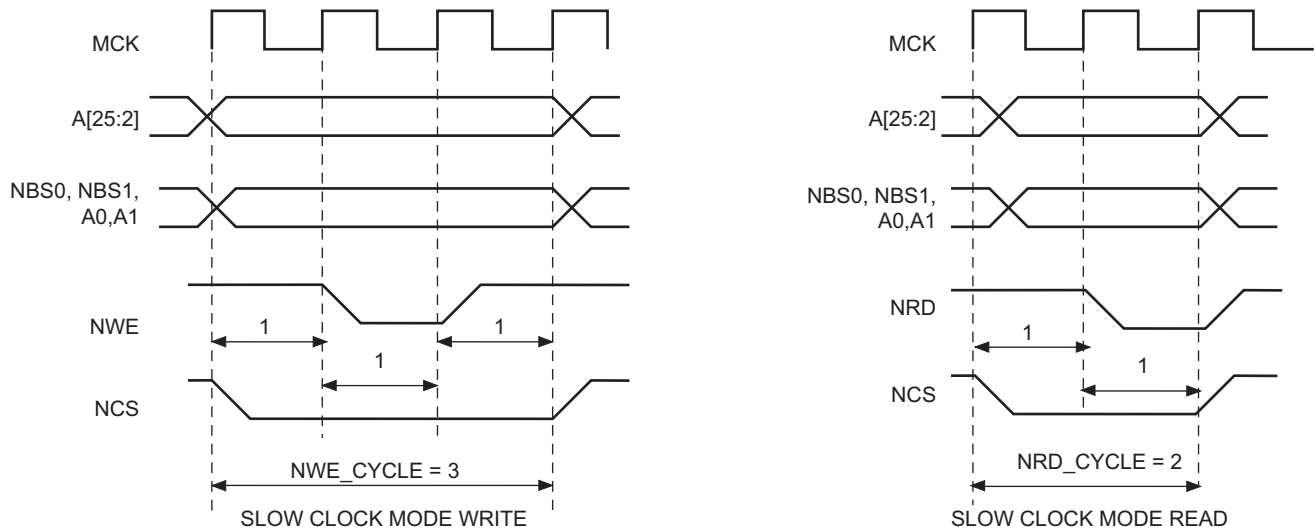 MCK
A[25:2]
NBS0, NBS1,
A0,A1
NWE
1
1
1
NCS
NWE_CYCLE = 3
SLOW CLOCK MODE WRITE
MCK
A[25:2]
NBS0, NBS1,
A0,A1
NRD
1
1
NCS
NRD_CYCLE = 2
SLOW CLOCK MODE READ